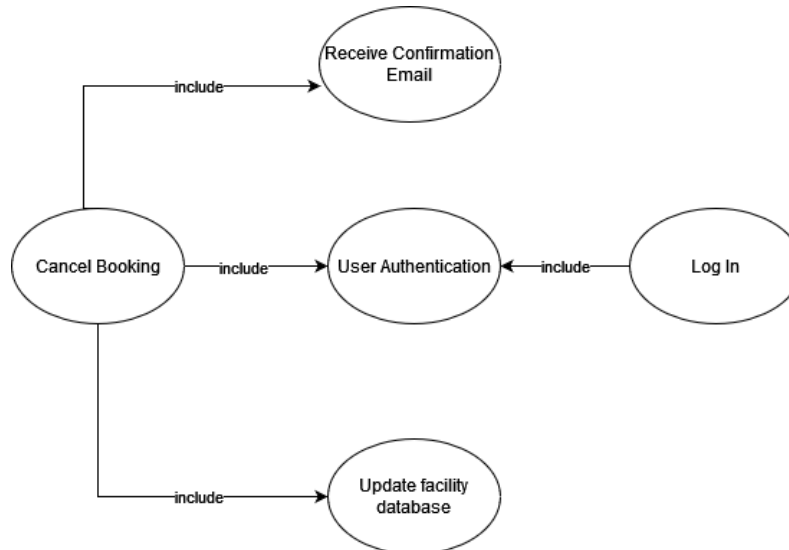 Receive Confirmation
Email
include
Cancel Booking
include
User Authentication
include
Log In
include
Update facility
database